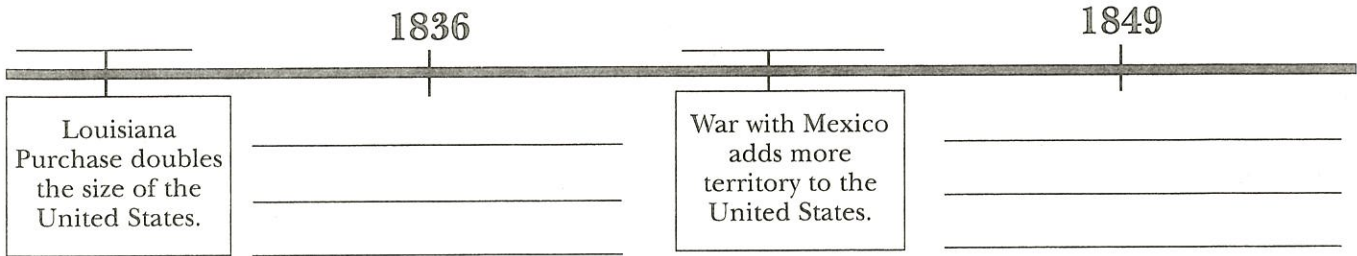 1836
1849
Louisiana
Purchase doubles
the size of the
United States.
War with Mexico
adds more
territory to the
United States.